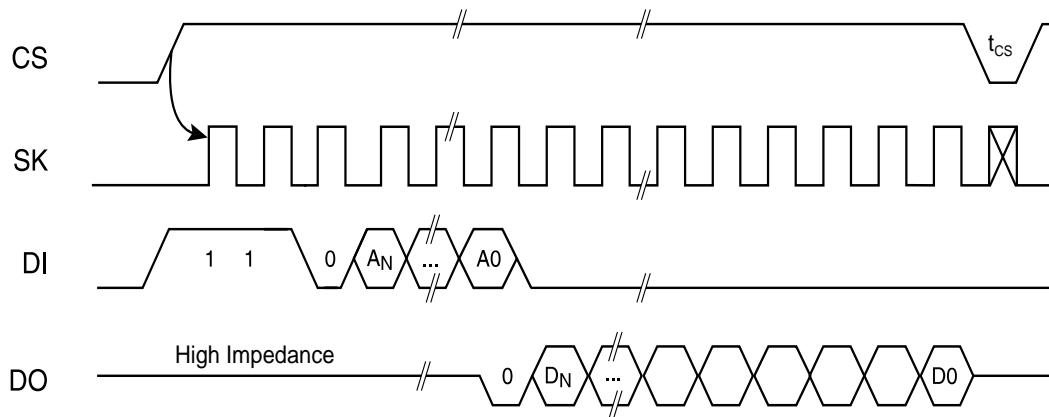 CS
tCS
SK
DI
1 1 0 AN ... A0
High Impedance
DO
0 DN ... D0